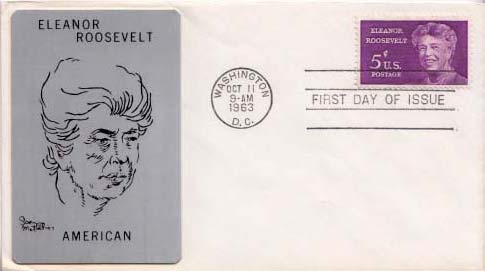 ELEANOR
ROOSEVELT
AMERICAN
WASHINGTON
OCT 11
9-AM
1963
D.C.
ELEANOR
ROOSEVELT
5¢ U.S.
POSTAGE
FIRST DAY OF ISSUE